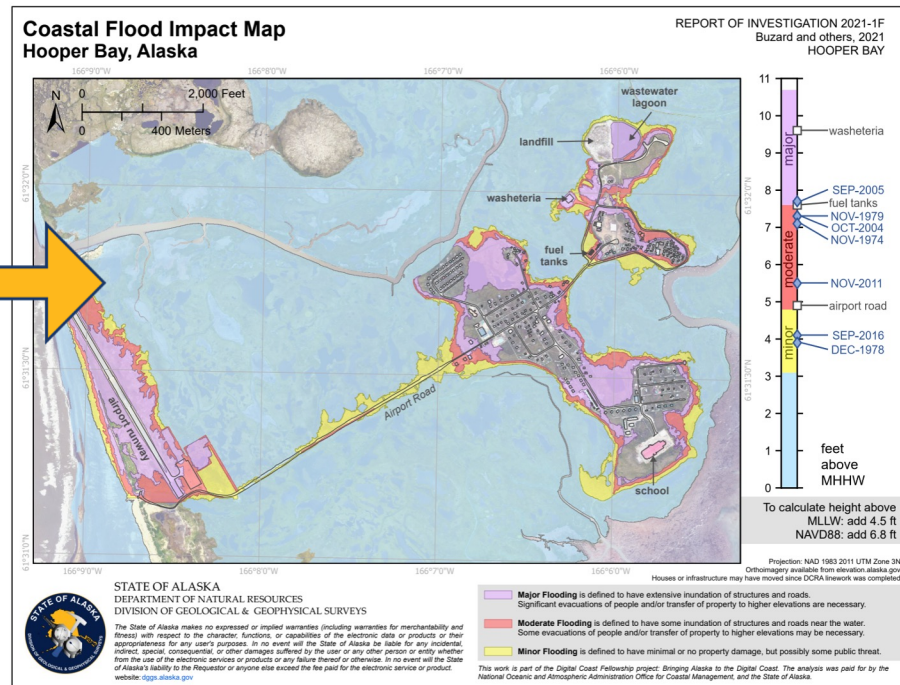 Coastal Flood Impact Map
Hooper Bay, Alaska
REPORT OF INVESTIGATION 2021-1F
Buzard and others, 2021
HOOPER BAY
166°9'0"W
166°8'0"W
166°7'0"W
166°6'0"W
N
0
2,000 Feet
0
400 Meters
61°32'0"N
61°31'30"N
61°31'0"N
wastewater
lagoon
landfill
washeteria
fuel
tanks
Airport Road
airport runway
school
61°32'0"N
61°31'30"N
166°9'0"W
166°8'0"W
166°7'0"W
166°6'0"W
11
10
9
8
7
6
5
4
3
2
1
0
major
moderate
minor
washeteria
SEP-2005
fuel tanks
NOV-1979
OCT-2004
NOV-1974
NOV-2011
airport road
SEP-2016
DEC-1978
feet
above
MHHW
To calculate height above
MLLW: add 4.5 ft
NAVD88: add 6.8 ft
Projection: NAD 1983 2011 UTM Zone 3N
Orthoimagery available from elevation.alaska.gov
Houses or infrastructure may have moved since DCRA linework was completed
STATE OF ALASKA
DIVISION OF GEOLOGICAL & GEOPHYSICAL SURVEYS
STATE OF ALASKA
DEPARTMENT OF NATURAL RESOURCES
DIVISION OF GEOLOGICAL & GEOPHYSICAL SURVEYS
The State of Alaska makes no expressed or implied warranties (including warranties for merchantability and
fitness) with respect to the character, functions, or capabilities of the electronic data or products or their
appropriateness for any user's purposes. In no event will the State of Alaska be liable for any incidental,
indirect, special, consequential, or other damages suffered by the user or any other person or entity whether
from the use of the electronic services or products or any failure thereof or otherwise. In no event will the State
of Alaska's liability to the Requestor or anyone else exceed the fee paid for the electronic service or product.
website: dggs.alaska.gov
Major Flooding is defined to have extensive inundation of structures and roads.
Significant evacuations of people and/or transfer of property to higher elevations are necessary.
Moderate Flooding is defined to have some inundation of structures and roads near the water.
Some evacuations of people and/or transfer of property to higher elevations may be necessary.
Minor Flooding is defined to have minimal or no property damage, but possibly some public threat.
This work is part of the Digital Coast Fellowship project: Bringing Alaska to the Digital Coast. The analysis was paid for by the
National Oceanic and Atmospheric Administration Office for Coastal Management, and the State of Alaska.